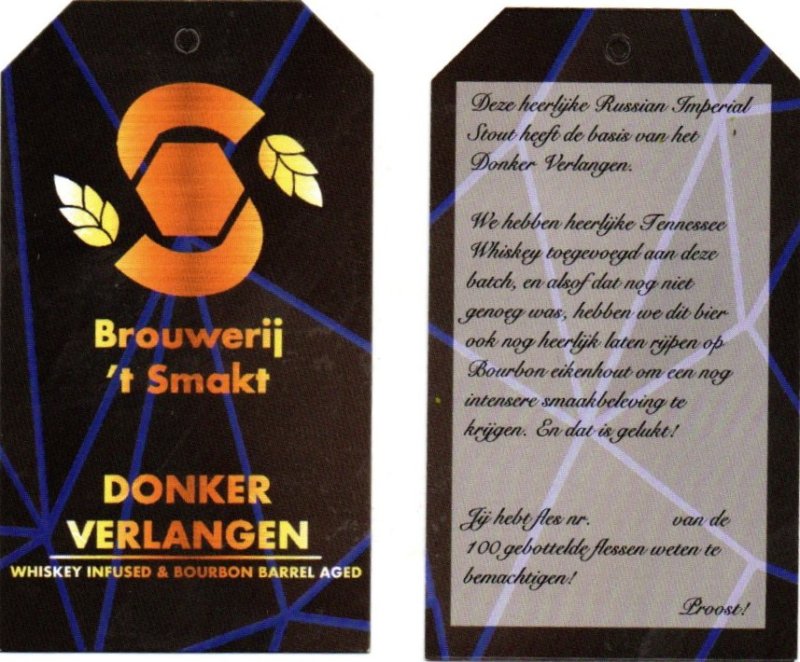 Brouwerij
't Smakt
DONKER
VERLANGEN
WHISKEY INFUSED & BOURBON BARREL AGED
Deze heerlijke Russian Imperial
Stout heeft de basis van het
Donker Verlangen.
We hebben heerlijke Tennessee
Whiskey toegevoegd aan deze
batch, en alsof dat nog niet
genoeg was, hebben we dit bier
ook nog heerlijk laten rijpen op
Bourbon eikenhout om een nog
intensere smaakbeleving te
krijgen. En dat is gelukt!
Jij hebt fles nr. van de
100 gebottelde flessen weten te
bemachtigen!
Proost!